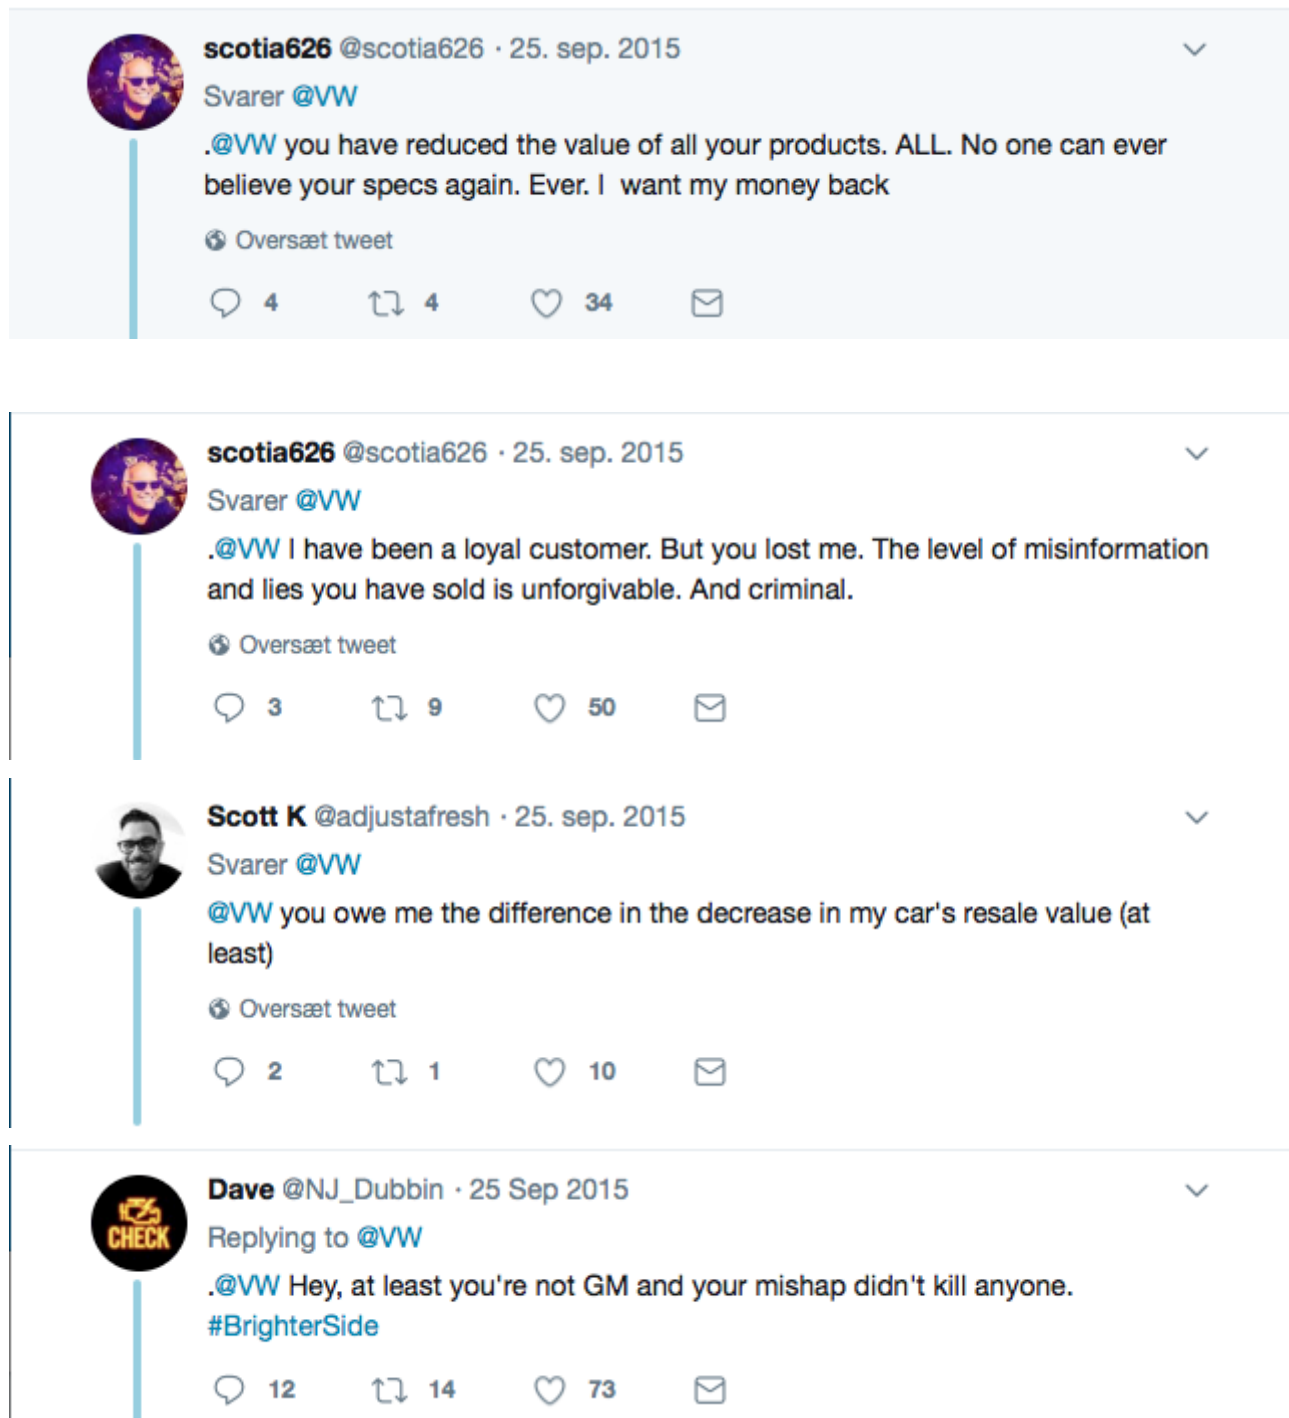 scotia626 @scotia626 · 25. sep. 2015
Svarer @VW
.@VW you have reduced the value of all your products. ALL. No one can ever
believe your specs again. Ever. I  want my money back
Oversæt tweet
4 4 34
scotia626 @scotia626 · 25. sep. 2015
Svarer @VW
.@VW I have been a loyal customer. But you lost me. The level of misinformation
and lies you have sold is unforgivable. And criminal.
Oversæt tweet
3 9 50
Scott K @adjustafresh · 25. sep. 2015
Svarer @VW
@VW you owe me the difference in the decrease in my car's resale value (at
least)
Oversæt tweet
2 1 10
CHECK
Dave @NJ_Dubbin · 25 Sep 2015
Replying to @VW
.@VW Hey, at least you're not GM and your mishap didn't kill anyone.
#BrighterSide
12 14 73